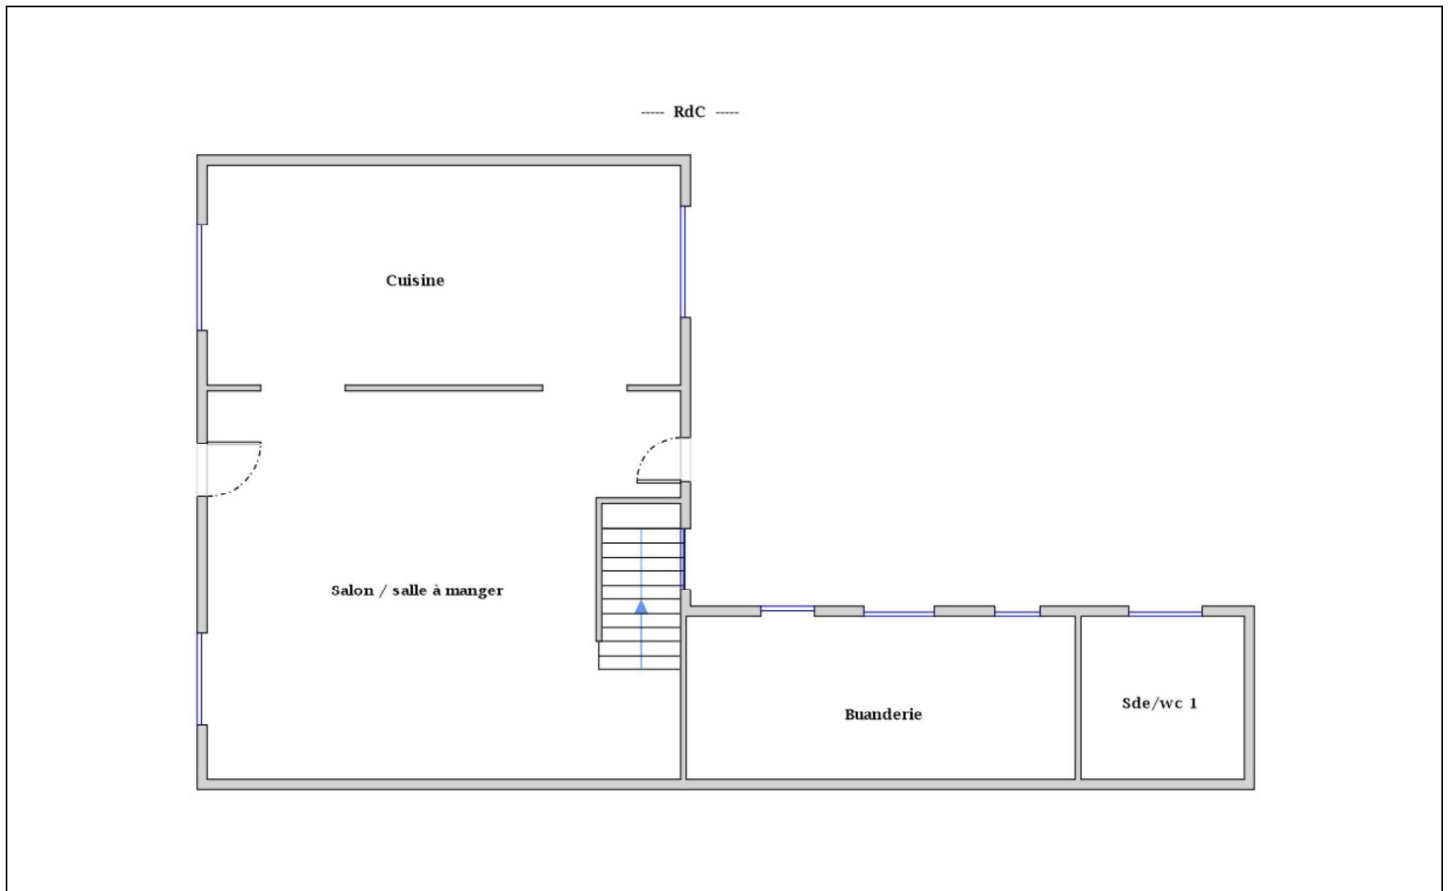 ----- RdC -----
Cuisine
Salon / salle à manger
Buanderie
Sde/wc 1